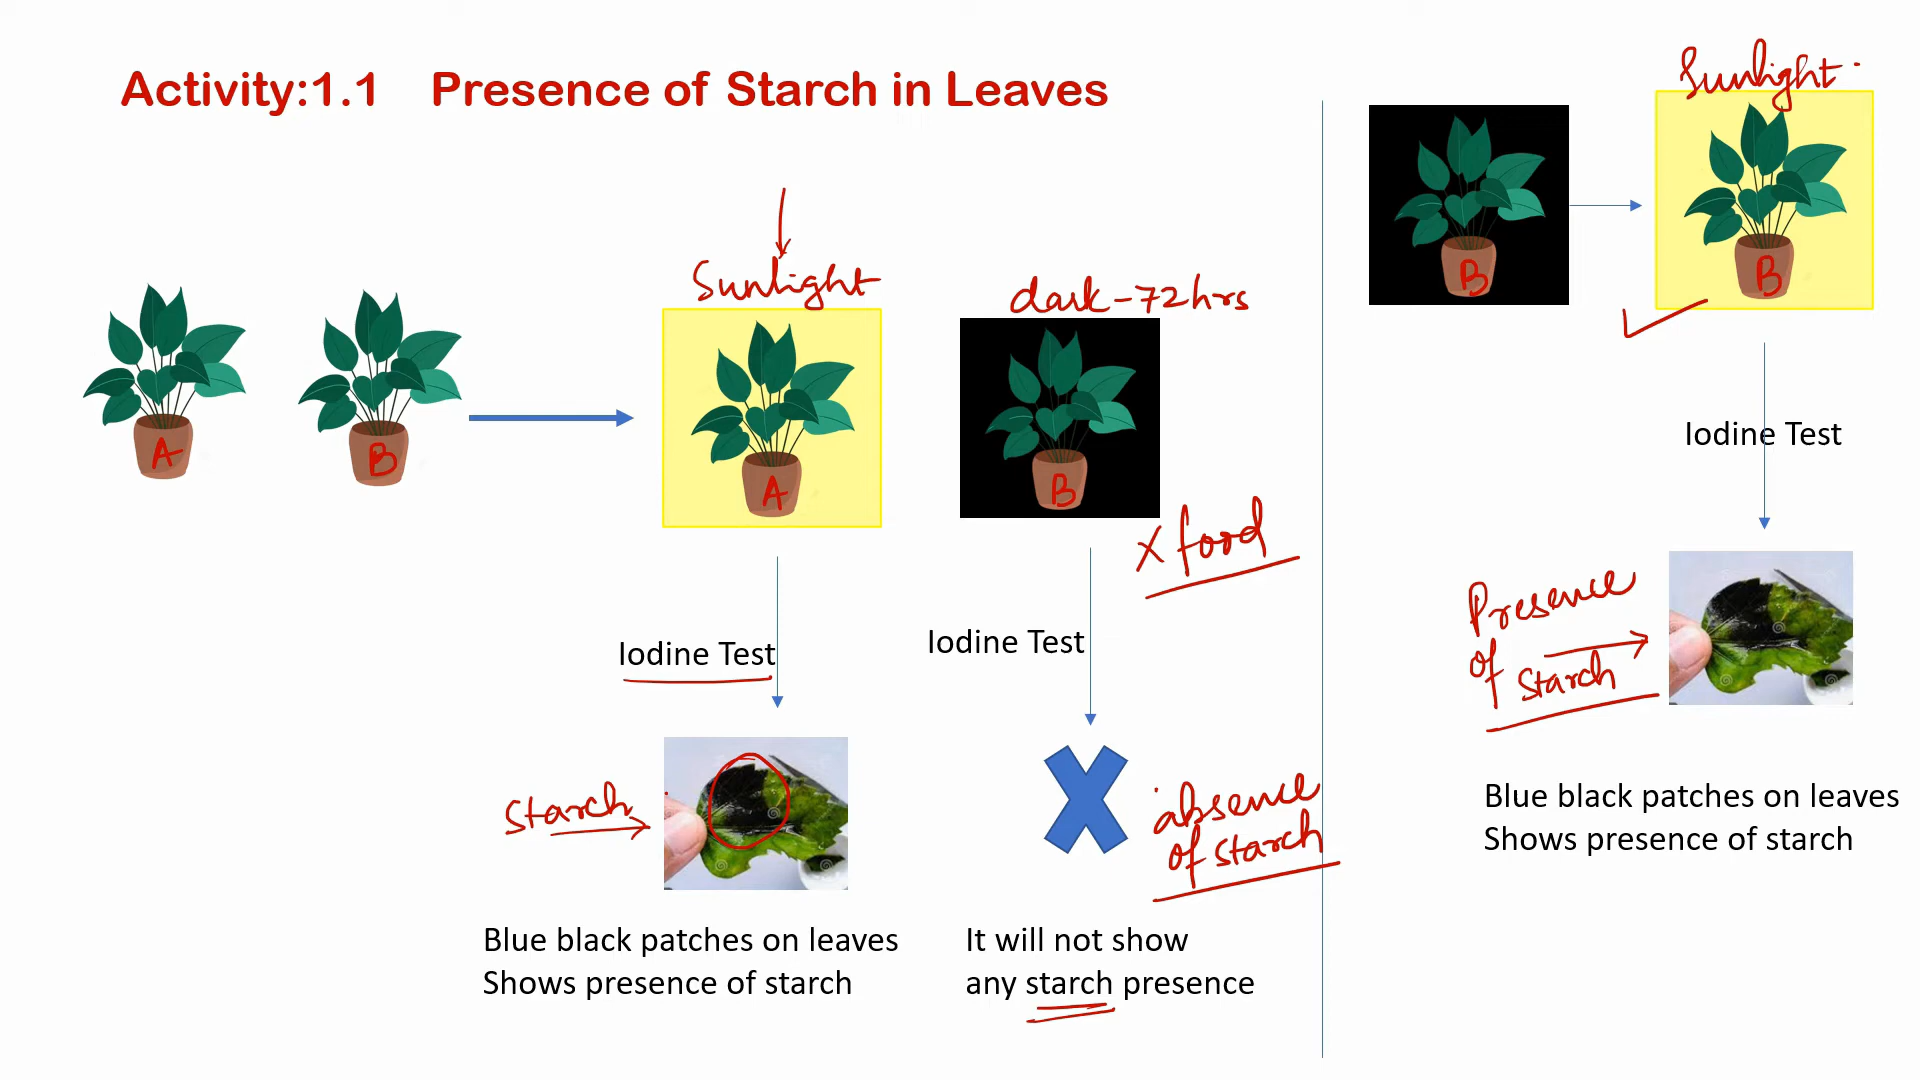 Activity:1.1 Presence of Starch in Leaves
Sunlight
dark-72hrs
A
B
A
B
X food
Iodine Test
Iodine Test
Starch
absence
of starch
Blue black patches on leaves
Shows presence of starch
It will not show
any starch presence
Sunlight
B
B
Iodine Test
Presence
of starch
Blue black patches on leaves
Shows presence of starch